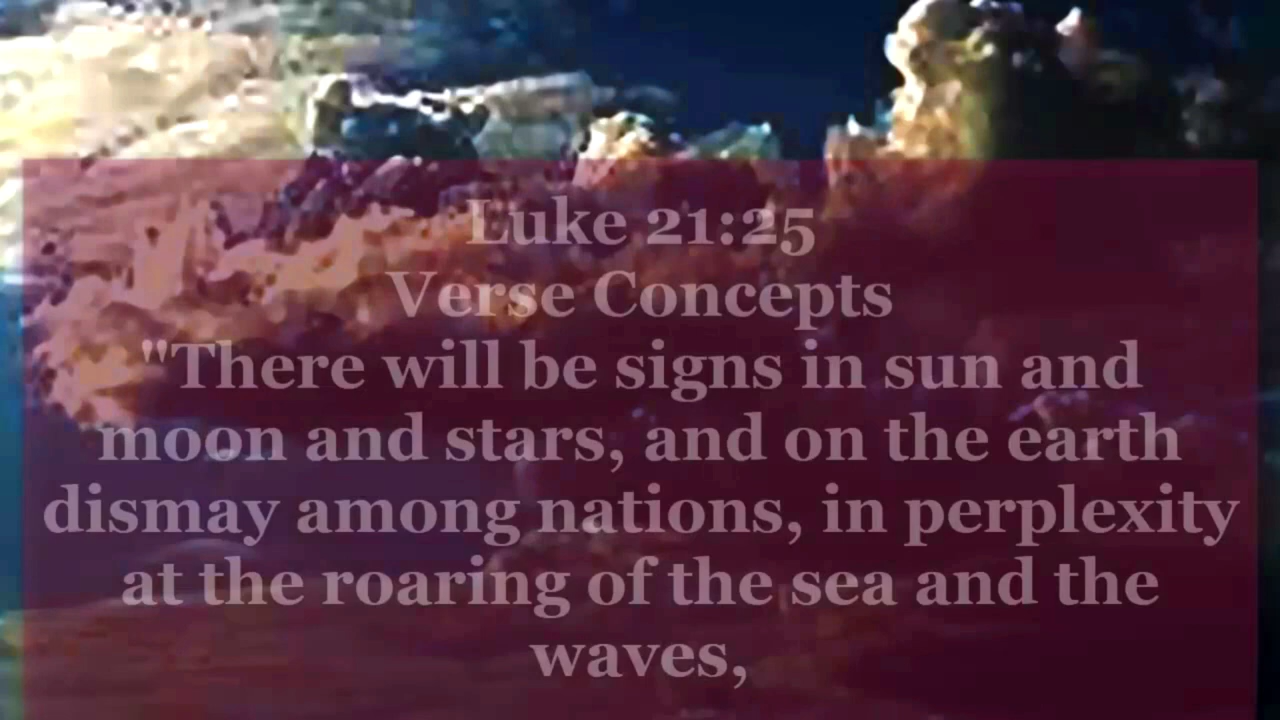 Luke 21:25
Verse Concepts
"There will be signs in sun and
moon and stars, and on the earth
dismay among nations, in perplexity
at the roaring of the sea and the
waves,